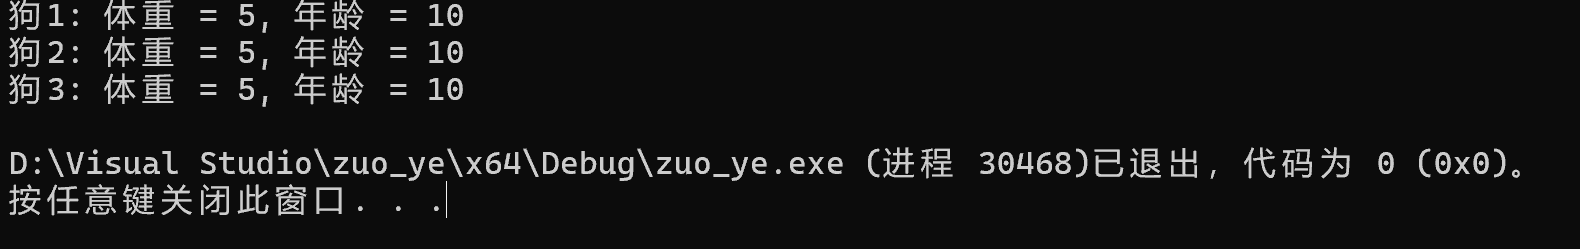 狗1: 体重 = 5, 年龄 = 10
狗2: 体重 = 5, 年龄 = 10
狗3: 体重 = 5, 年龄 = 10
D:\Visual Studio\zuo_ye\x64\Debug\zuo_ye.exe (进程 30468)已退出，代码为 0 (0x0)。
按任意键关闭此窗口. . .